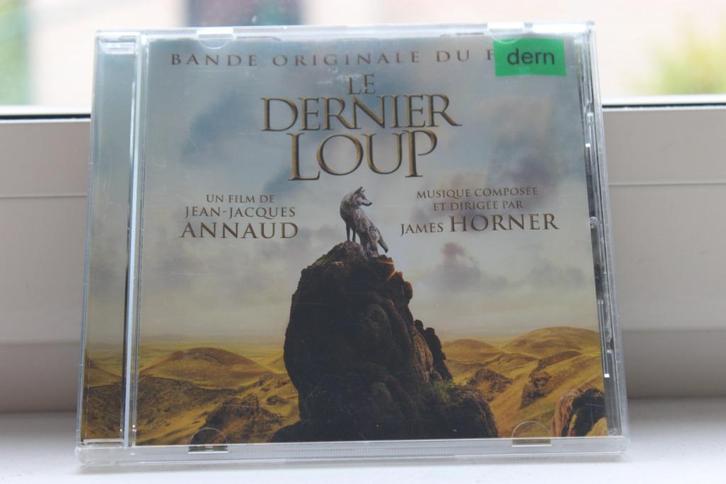 BANDE ORIGINALE DU
dern
LE
DERNIER
LOUP
UN FILM DE
JEAN-JACQUES
ANNAUD
MUSIQUE COMPOSÉE
ET DIRIGÉE PAR
JAMES HORNER